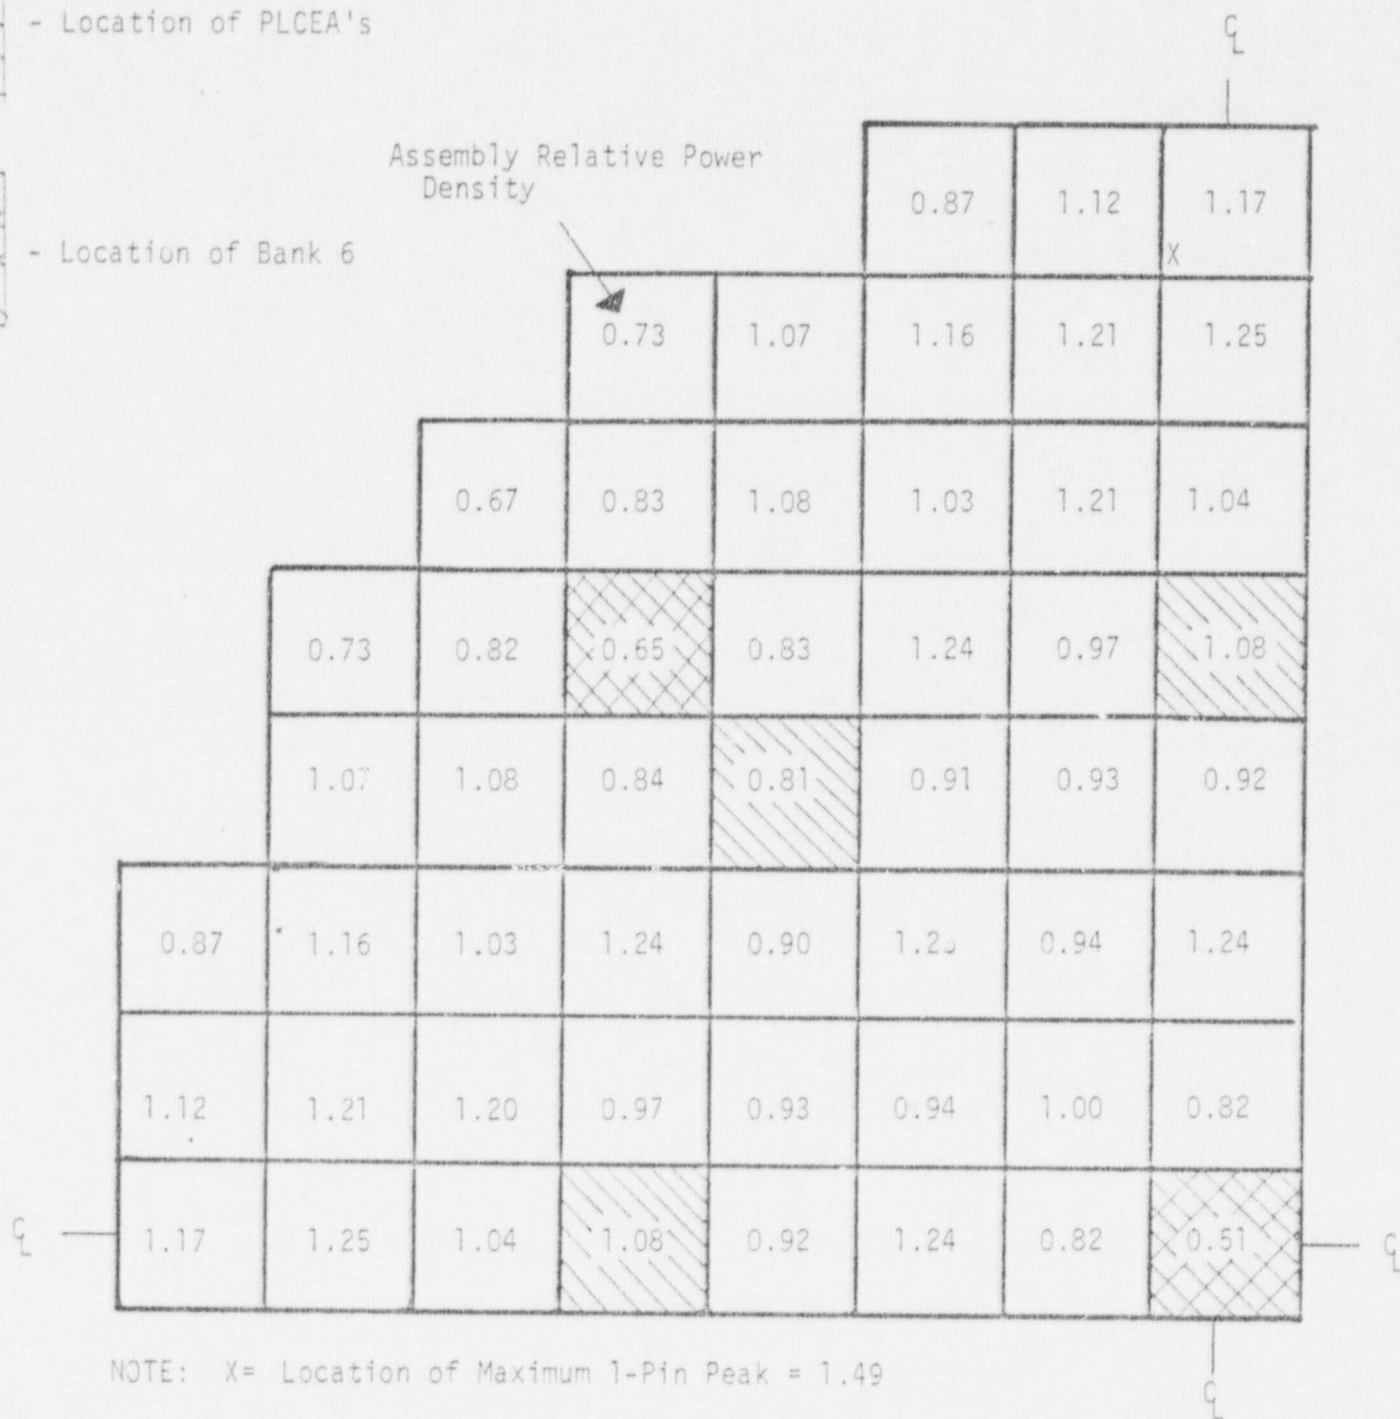 - Location of PLCEA's
℄
Assembly Relative Power
Density
0.87 1.12 1.17
- Location of Bank 6
X
0.73 1.07 1.16 1.21 1.25
0.67 0.83 1.08 1.03 1.21 1.04
0.73 0.82 0.65 0.83 1.24 0.97 1.08
1.07 1.08 0.84 0.81 0.91 0.93 0.92
0.87 1.16 1.03 1.24 0.90 0.94 1.24
1.12 1.21 1.20 0.97 0.93 0.94 1.00 0.82
℄ 1.17 1.25 1.04 1.08 0.92 1.24 0.82 0.51 ℄
NOTE: X= Location of Maximum 1-Pin Peak = 1.49
℄